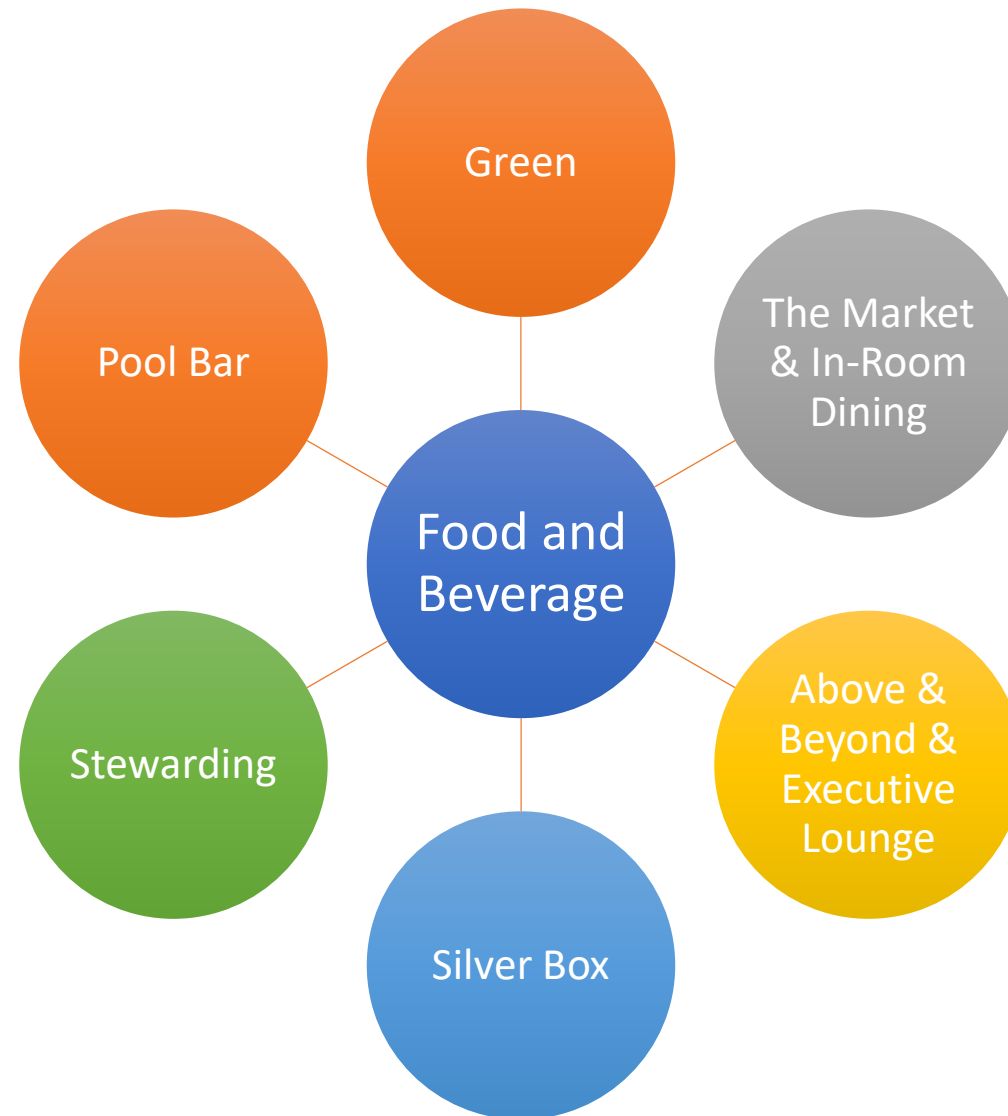 Green
The Market
& In-Room
Dining
Pool Bar
Food and
Beverage
Above &
Beyond &
Executive
Lounge
Stewarding
Silver Box